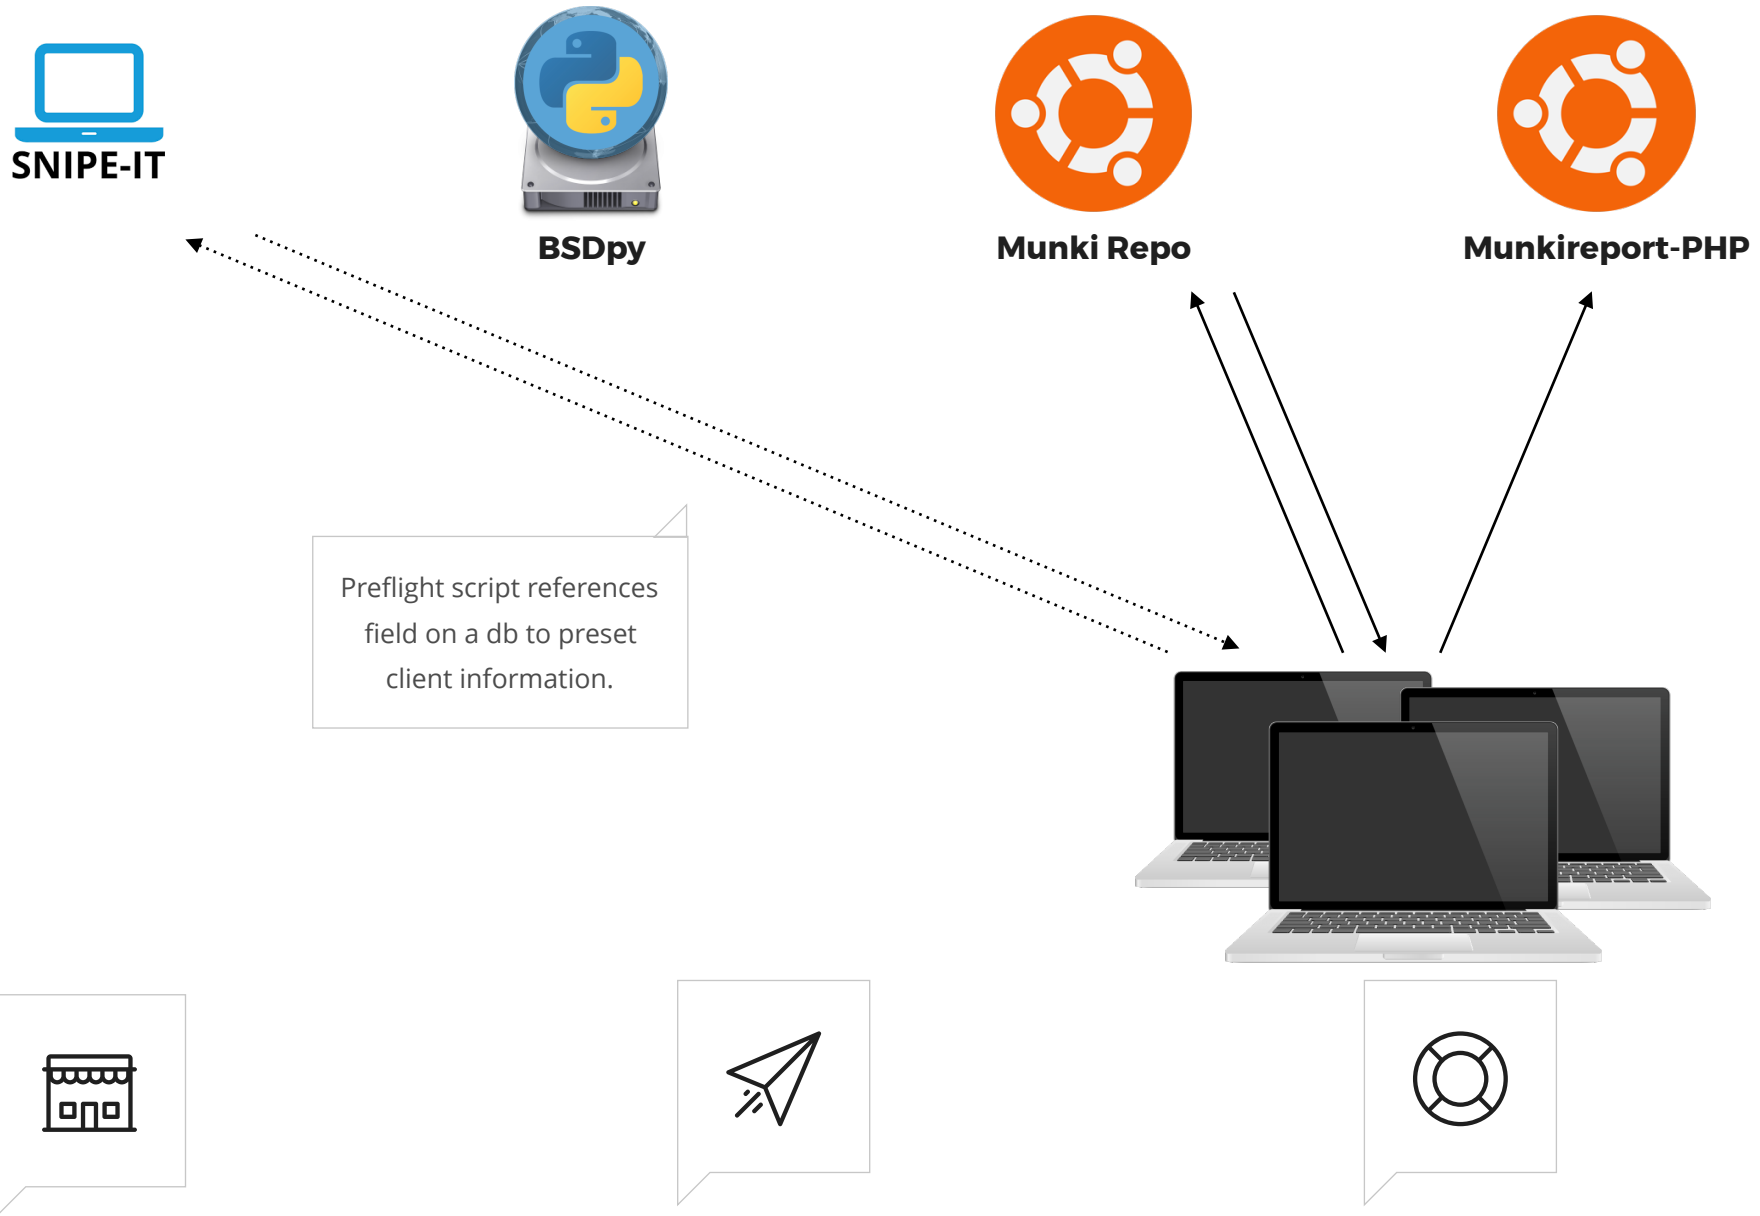 SNIPE-IT
BSDpy
Munki Repo
Munkireport-PHP
Preflight script references
field on a db to preset
client information.